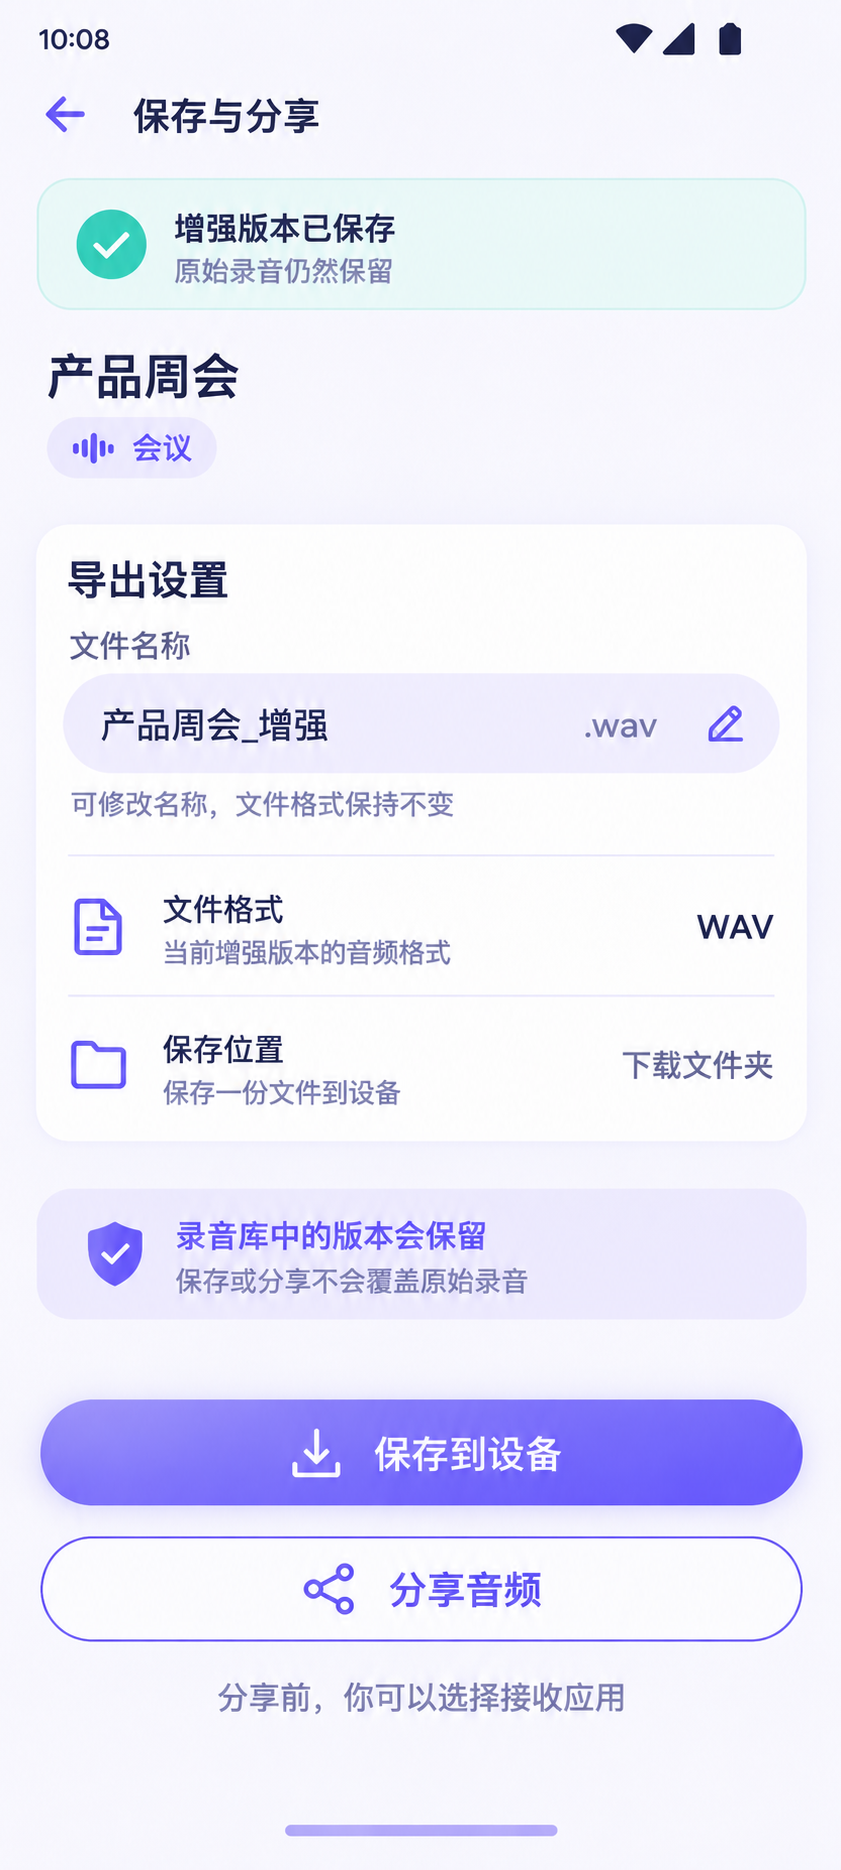 10:08
保存与分享
增强版本已保存
原始录音仍然保留
产品周会
会议
导出设置
文件名称
产品周会_增强 .wav
可修改名称，文件格式保持不变
文件格式
当前增强版本的音频格式
WAV
保存位置
保存一份文件到设备
下载文件夹
录音库中的版本会保留
保存或分享不会覆盖原始录音
保存到设备
分享音频
分享前，你可以选择接收应用